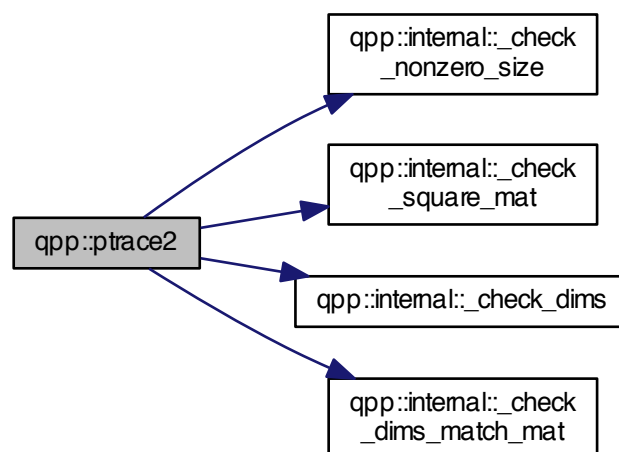 qpp::internal::_check
_nonzero_size
qpp::internal::_check
_square_mat
qpp::ptrace2
qpp::internal::_check_dims
qpp::internal::_check
_dims_match_mat